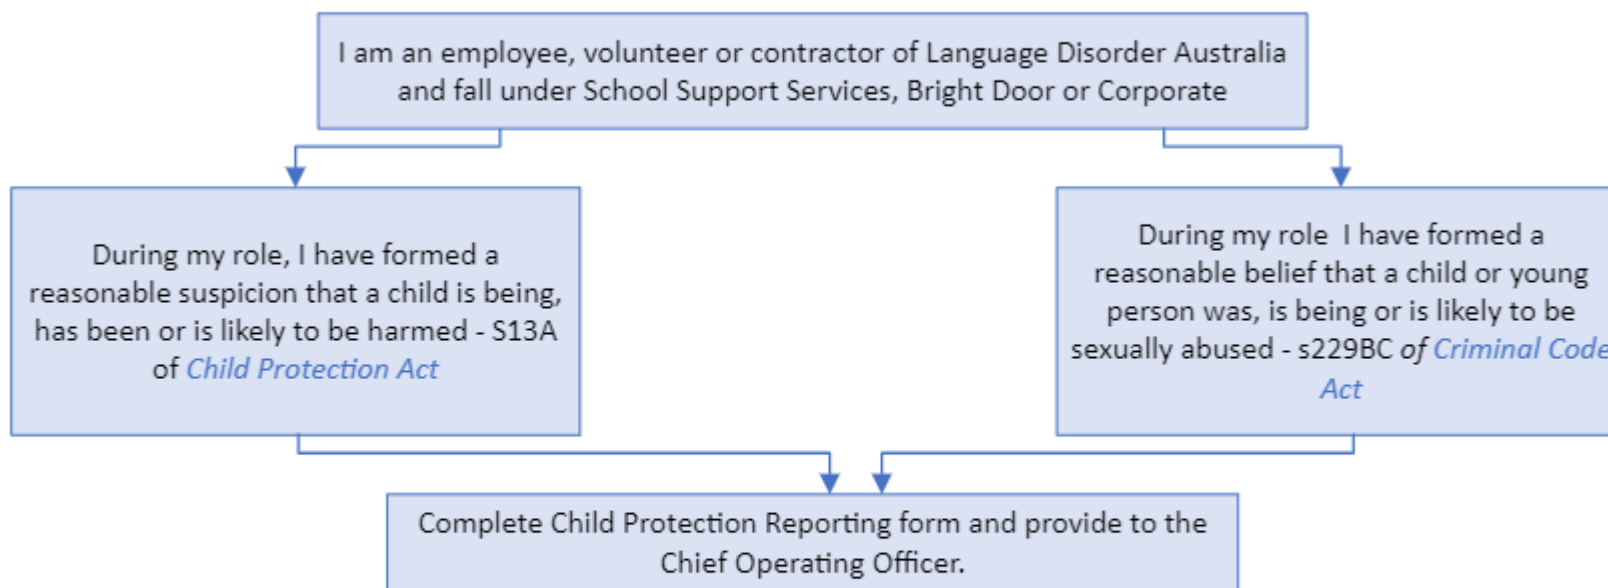 I am an employee, volunteer or contractor of Language Disorder Australia
and fall under School Support Services, Bright Door or Corporate
During my role, I have formed a
reasonable suspicion that a child is being,
has been or is likely to be harmed - S13A
of Child Protection Act
During my role  I have formed a
reasonable belief that a child or young
person was, is being or is likely to be
sexually abused - s229BC of Criminal Code
Act
Complete Child Protection Reporting form and provide to the
Chief Operating Officer.